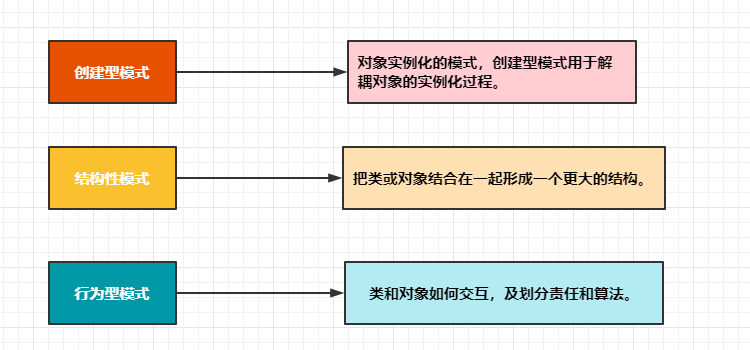 创建型模式
对象实例化的模式，创建型模式用于解
耦对象的实例化过程。
结构性模式
把类或对象结合在一起形成一个更大的结构。
行为型模式
类和对象如何交互，及划分责任和算法。